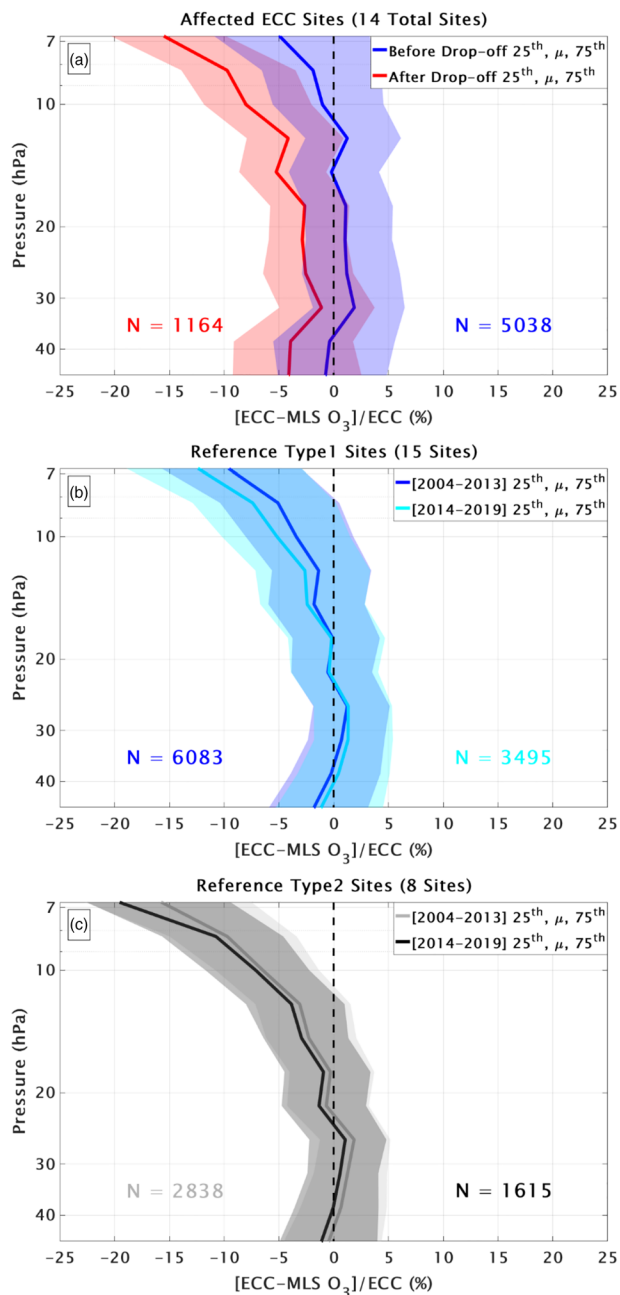 Affected ECC Sites (14 Total Sites)
(a)
Before Drop-off 25th, μ, 75th
After Drop-off 25th, μ, 75th
7
10
20
30
40
Pressure (hPa)
N = 1164
N = 5038
-25 -20 -15 -10 -5 0 5 10 15 20 25
[ECC-MLS O3]/ECC (%)
Reference Type1 Sites (15 Sites)
(b)
[2004-2013] 25th, μ, 75th
[2014-2019] 25th, μ, 75th
7
10
20
30
40
Pressure (hPa)
N = 6083
N = 3495
-25 -20 -15 -10 -5 0 5 10 15 20 25
[ECC-MLS O3]/ECC (%)
Reference Type2 Sites (8 Sites)
(c)
[2004-2013] 25th, μ, 75th
[2014-2019] 25th, μ, 75th
7
10
20
30
40
Pressure (hPa)
N = 2838
N = 1615
-25 -20 -15 -10 -5 0 5 10 15 20 25
[ECC-MLS O3]/ECC (%)